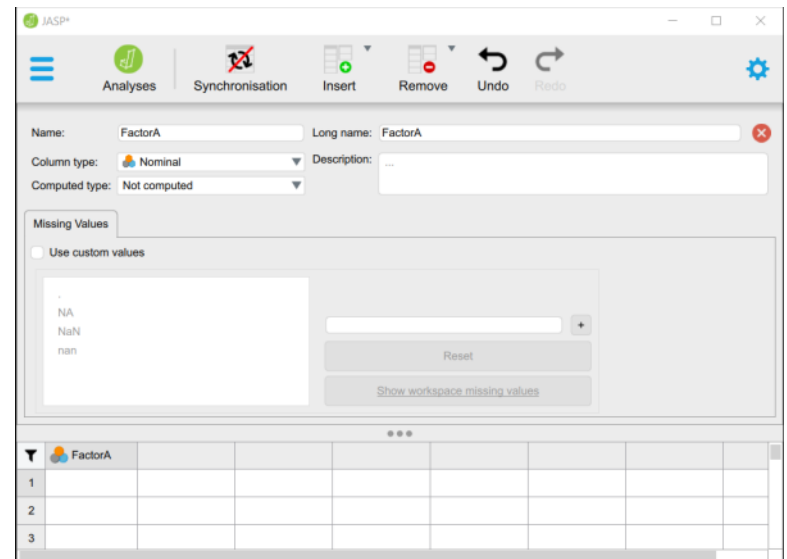 JASP*
Analyses Synchronisation Insert Remove Undo Redo
Name: FactorA Long name: FactorA
Column type: Nominal Description: ...
Computed type: Not computed
Missing Values
Use custom values
.
NA
NaN
nan
+
Reset
Show workspace missing values
FactorA
1
2
3